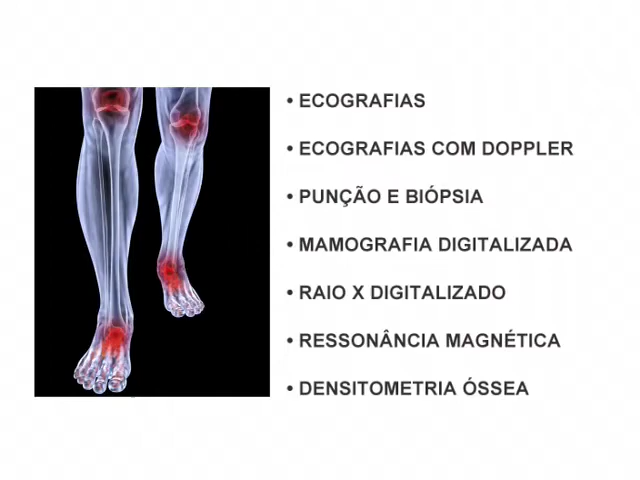 • ECOGRAFIAS
• ECOGRAFIAS COM DOPPLER
• PUNÇÃO E BIÓPSIA
• MAMOGRAFIA DIGITALIZADA
• RAIO X DIGITALIZADO
• RESSONÂNCIA MAGNÉTICA
• DENSITOMETRIA ÓSSEA